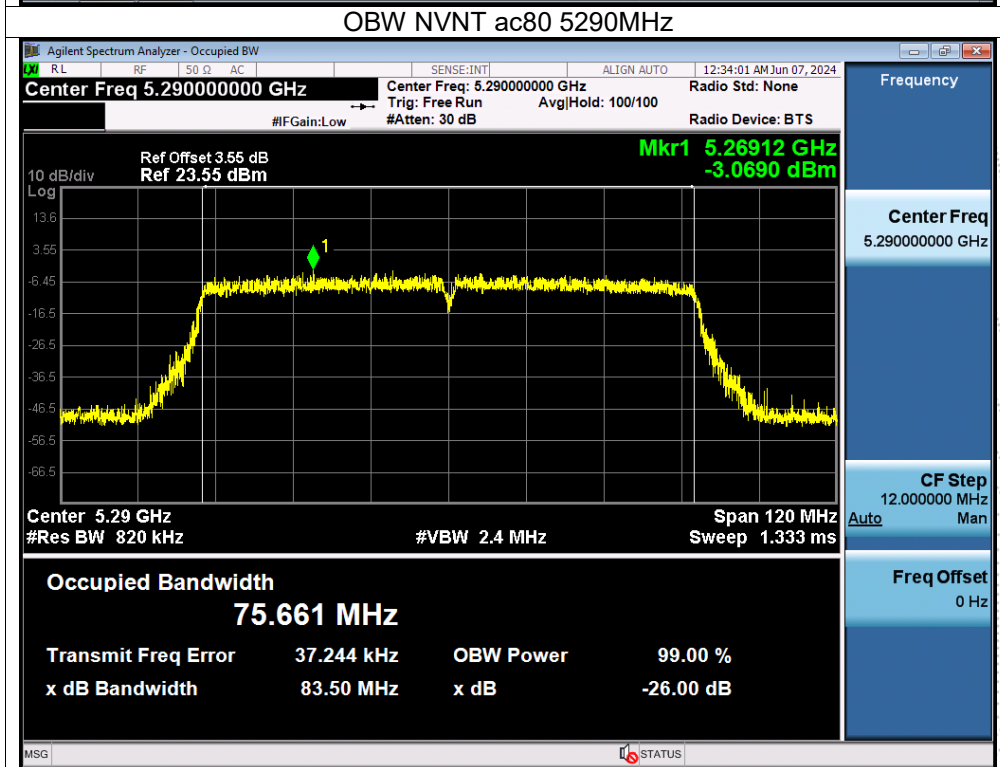 OBW NVNT ac80 5290MHz
Agilent Spectrum Analyzer - Occupied BW
LXI RL RF 50 Ω AC SENSE:INT ALIGN AUTO 12:34:01 AM Jun 07, 2024
Center Freq 5.290000000 GHz
#IFGain:Low
Center Freq: 5.290000000 GHz
Trig: Free Run Avg|Hold: 100/100
#Atten: 30 dB
Radio Std: None
Radio Device: BTS
Frequency
Ref Offset 3.55 dB
10 dB/div Ref 23.55 dBm
Log
Mkr1 5.26912 GHz
-3.0690 dBm
13.6
3.55
-6.45
-16.5
-26.5
-36.5
-46.5
-56.5
-66.5
1
Center 5.29 GHz Span 120 MHz
#Res BW 820 kHz #VBW 2.4 MHz Sweep 1.333 ms
Center Freq
5.290000000 GHz
CF Step
12.000000 MHz
Auto Man
Freq Offset
0 Hz
Occupied Bandwidth
75.661 MHz
Transmit Freq Error 37.244 kHz OBW Power 99.00 %
x dB Bandwidth 83.50 MHz x dB -26.00 dB
MSG STATUS